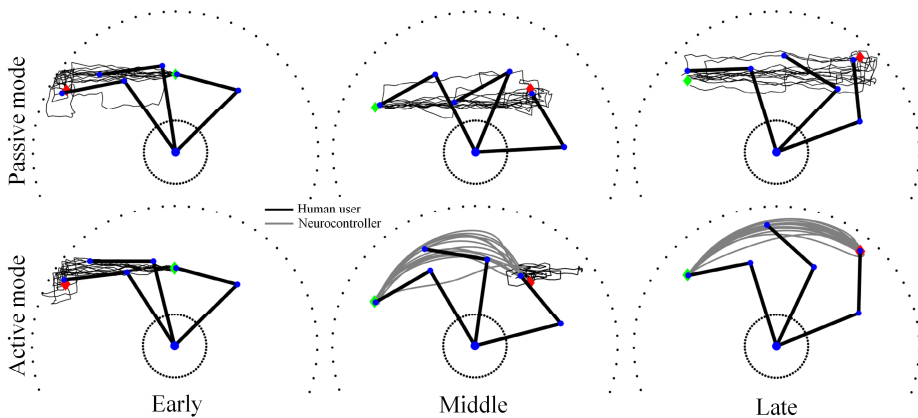 Passive mode
Human user
Neurocontroller
Active mode
Early
Middle
Late